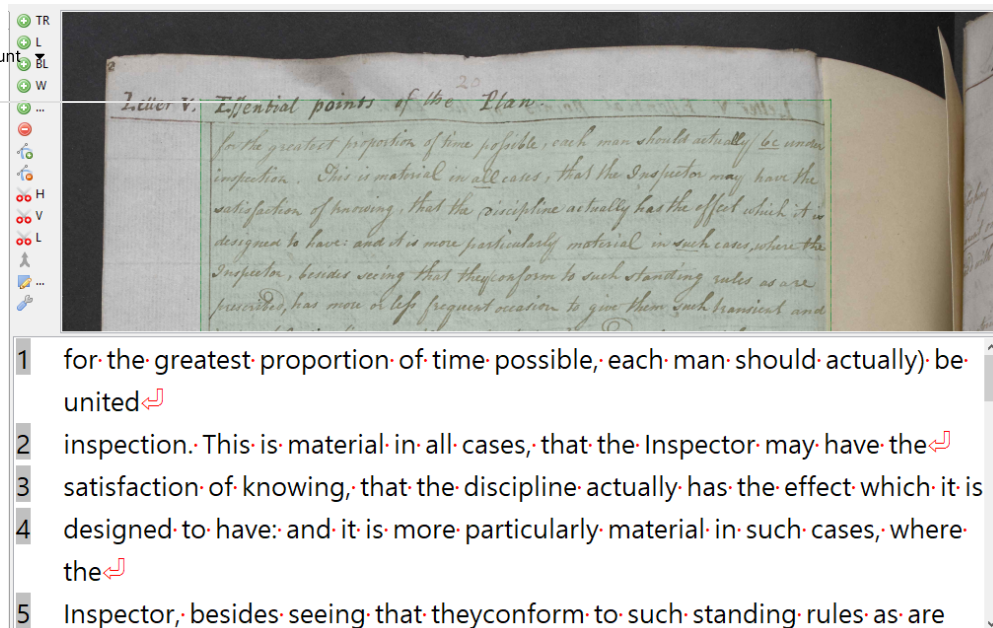 TR
L
unt
BL
W
...
H
V
L
...
2
20
Letter V. Essential points of the Plan.
for the greatest proportion of time possible, each man should actually) be under
inspection. This is material in all cases, that the Inspector may have the
satisfaction of knowing, that the discipline actually has the effect which it is
designed to have: and it is more particularly material in such cases, where the
Inspector, besides seeing that they conform to such standing rules as are
prescribed, has more or less frequent occasion to give them such transient and
1 for the greatest proportion of time possible, each man should actually) be
united
2 inspection. This is material in all cases, that the Inspector may have the
3 satisfaction of knowing, that the discipline actually has the effect which it is
4 designed to have: and it is more particularly material in such cases, where
the
5 Inspector, besides seeing that theyconform to such standing rules as are